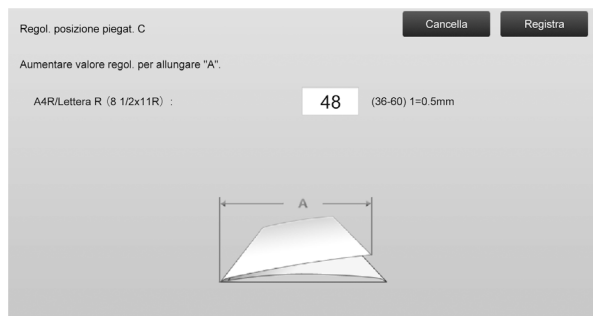 Regol. posizione piegat. C
Cancella
Registra
Aumentare valore regol. per allungare "A".
A4R/Lettera R (8 1/2x11R) :
48
(36-60) 1=0.5mm
A